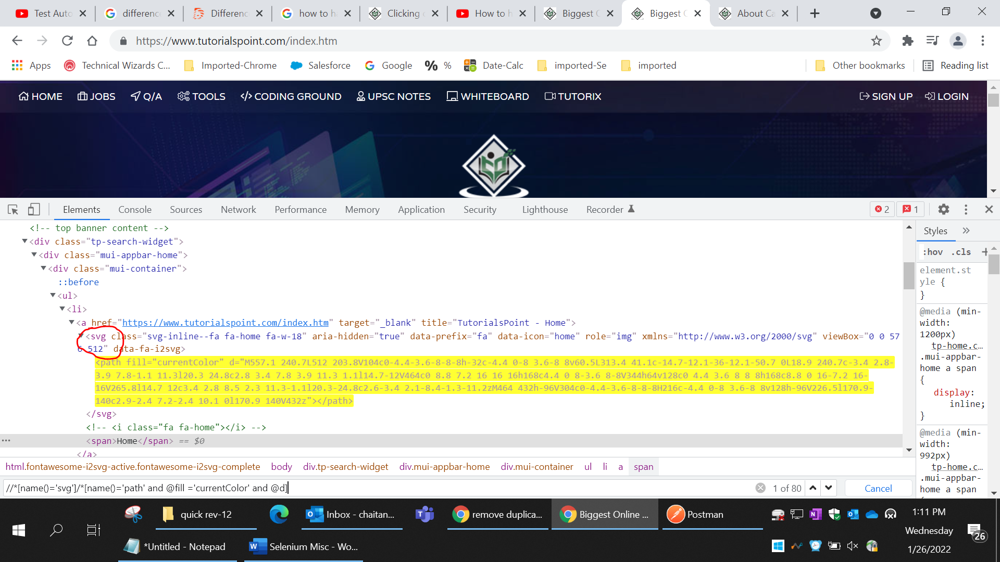 Test Auto
difference
Differenc
how to ha
Clicking o
How to h
Biggest O
Biggest O
About Ca
https://www.tutorialspoint.com/index.htm
Apps
Technical Wizards C...
Imported-Chrome
Salesforce
Google
%
Date-Calc
imported-Se
imported
Other bookmarks
Reading list
HOME
JOBS
Q/A
TOOLS
</> CODING GROUND
UPSC NOTES
WHITEBOARD
TUTORIX
SIGN UP
LOGIN
Elements
Console
Sources
Network
Performance
Memory
Application
Security
Lighthouse
Recorder
2
1
<!-- top banner content -->
<div class="tp-search-widget">
<div class="mui-appbar-home">
<div class="mui-container">
::before
<ul>
<li>
<a href="https://www.tutorialspoint.com/index.htm" target="_blank" title="TutorialsPoint - Home">
<svg class="svg-inline--fa fa-home fa-w-18" aria-hidden="true" data-prefix="fa" data-icon="home" role="img" xmlns="http://www.w3.org/2000/svg" viewBox="0 0 57
6 512" data-fa-i2svg>
<path fill="currentColor" d="M557.1 240.7L512 203.8V104c0-4.4-3.6-8-8-8h-32c-4.4 0-8 3.6-8 8v60.5L313.4 41.1c-14.7-12.1-36-12.1-50.7 0L18.9 240.7c-3.4 2.8-
3.9 7.8-1.1 11.3l20.3 24.8c2.8 3.4 7.8 3.9 11.3 1.1l14.7-12V464c0 8.8 7.2 16 16 16h168c4.4 0 8-3.6 8-8V344h64v128c0 4.4 3.6 8 8 8h168c8.8 0 16-7.2 16-
16V265.8l14.7 12c3.4 2.8 8.5 2.3 11.3-1.1l20.3-24.8c2.6-3.4 2.1-8.4-1.3-11.2zM464 432h-96V304c0-4.4-3.6-8-8-8H216c-4.4 0-8 3.6-8 8v128h-96V226.5l170.9-
140c2.9-2.4 7.2-2.4 10.1 0l170.9 140V432z"></path>
</svg>
<!-- <i class="fa fa-home"></i> -->
<span>Home</span> == $0
</a>
Styles
:hov .cls +
element.st
yle {
}
@media (min-
width:
1200px)
tp-home.c…
.mui-appbar-
home a span
{
display:
inline;
}
@media (min-
width:
992px)
tp-home.c…
.mui-appbar-
home a span
html.fontawesome-i2svg-active.fontawesome-i2svg-complete
body
div.tp-search-widget
div.mui-appbar-home
div.mui-container
ul
li
a
span
//*[name()='svg']/*[name()='path' and @fill ='currentColor' and @d]
1 of 80
Cancel
quick rev-12
Inbox - chaitan...
remove duplica...
Biggest Online ...
Postman
1:11 PM
Wednesday
1/26/2022
26
*Untitled - Notepad
Selenium Misc - Wo...